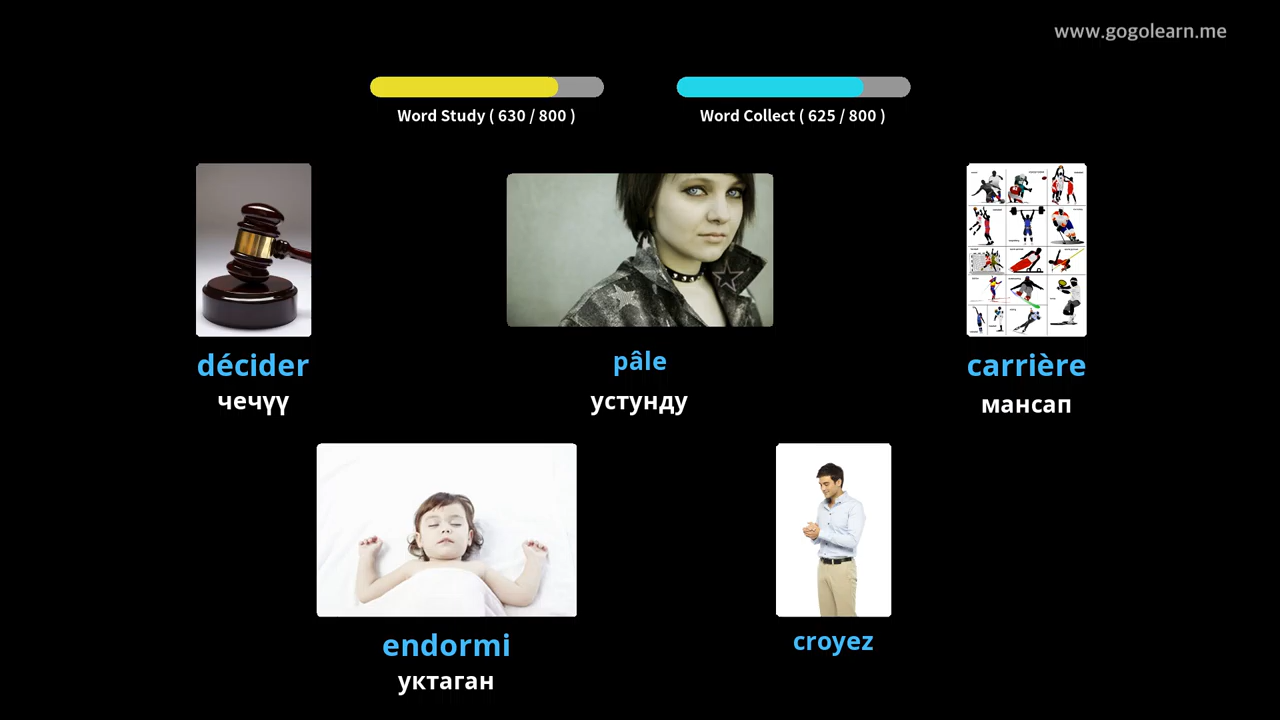 www.gogolearn.me
Word Study ( 630 / 800 )
Word Collect ( 625 / 800 )
décider
чечүү
pâle
устунду
carrière
мансап
endormi
уктаган
croyez